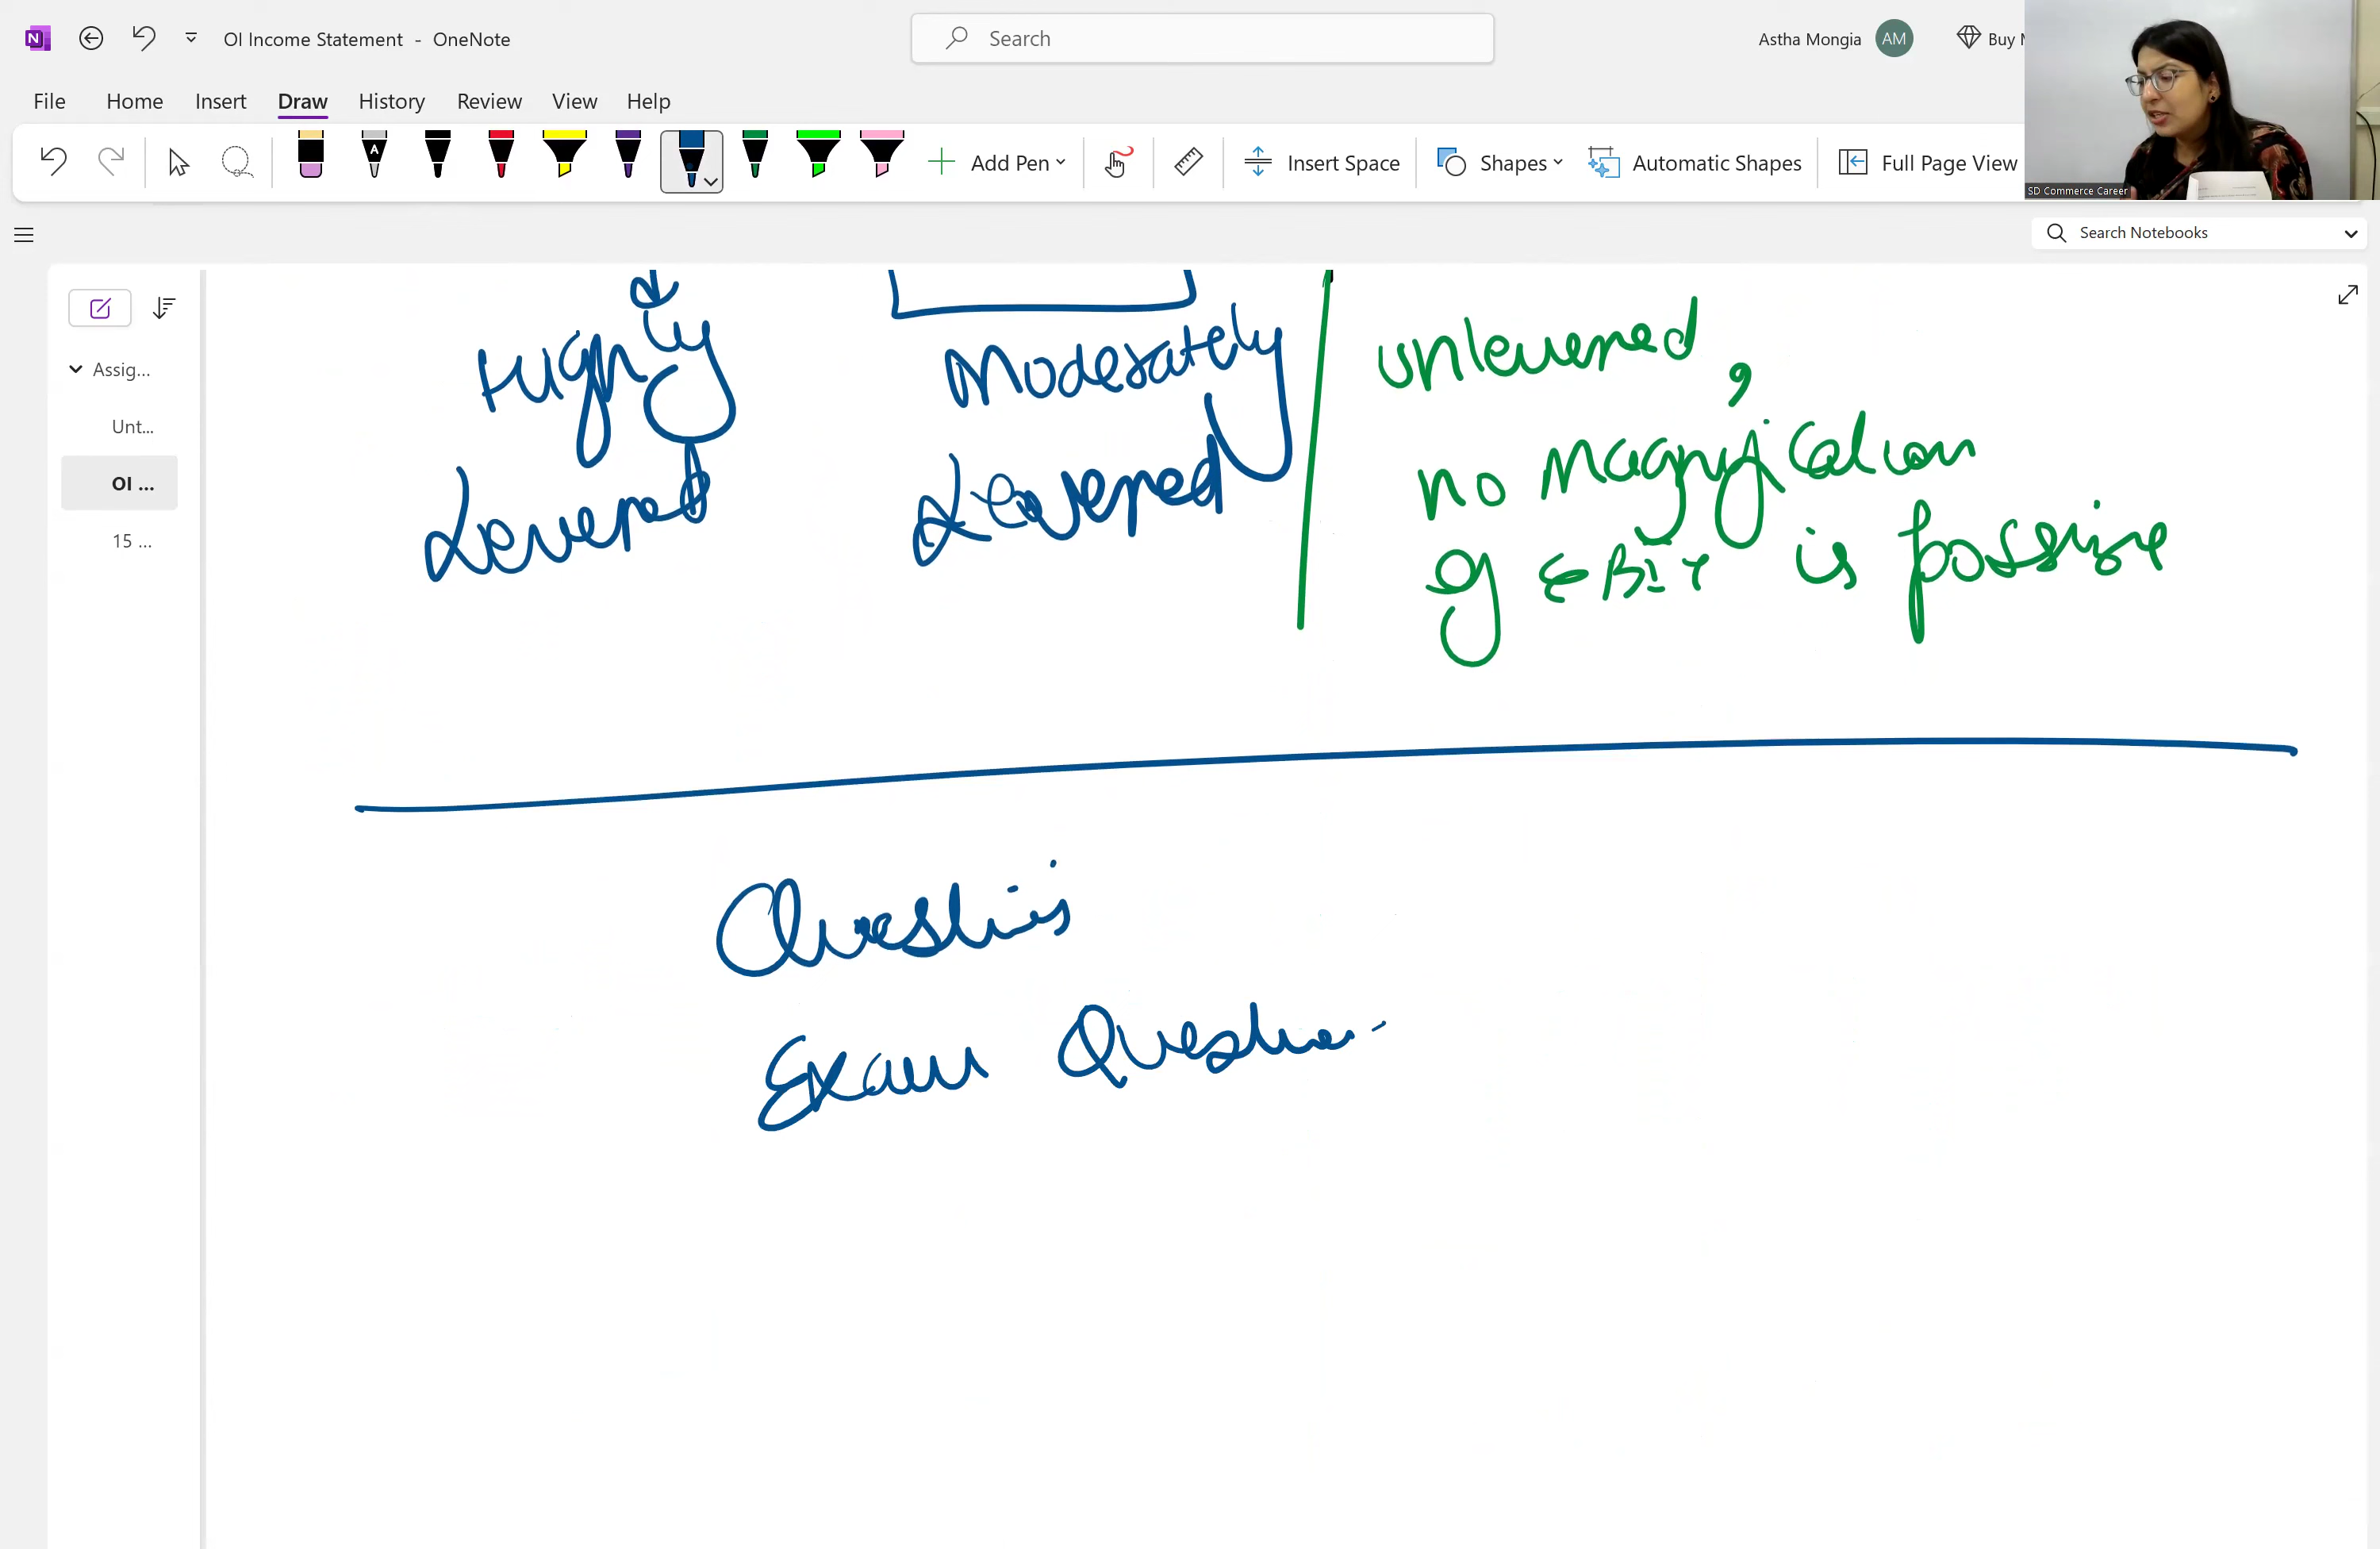 OI Income Statement - OneNote
Search
Astha Mongia AM
Buy M
File Home Insert Draw History Review View Help
A
Add Pen
Insert Space
Shapes
Automatic Shapes
Full Page View
SD Commerce Career
Search Notebooks
Assig...
Unt...
OI ...
15 ...
Highly
Levered
Moderately
Levered
unlevered,
no magnification
of EBIT is possible
Questions
Exam Question